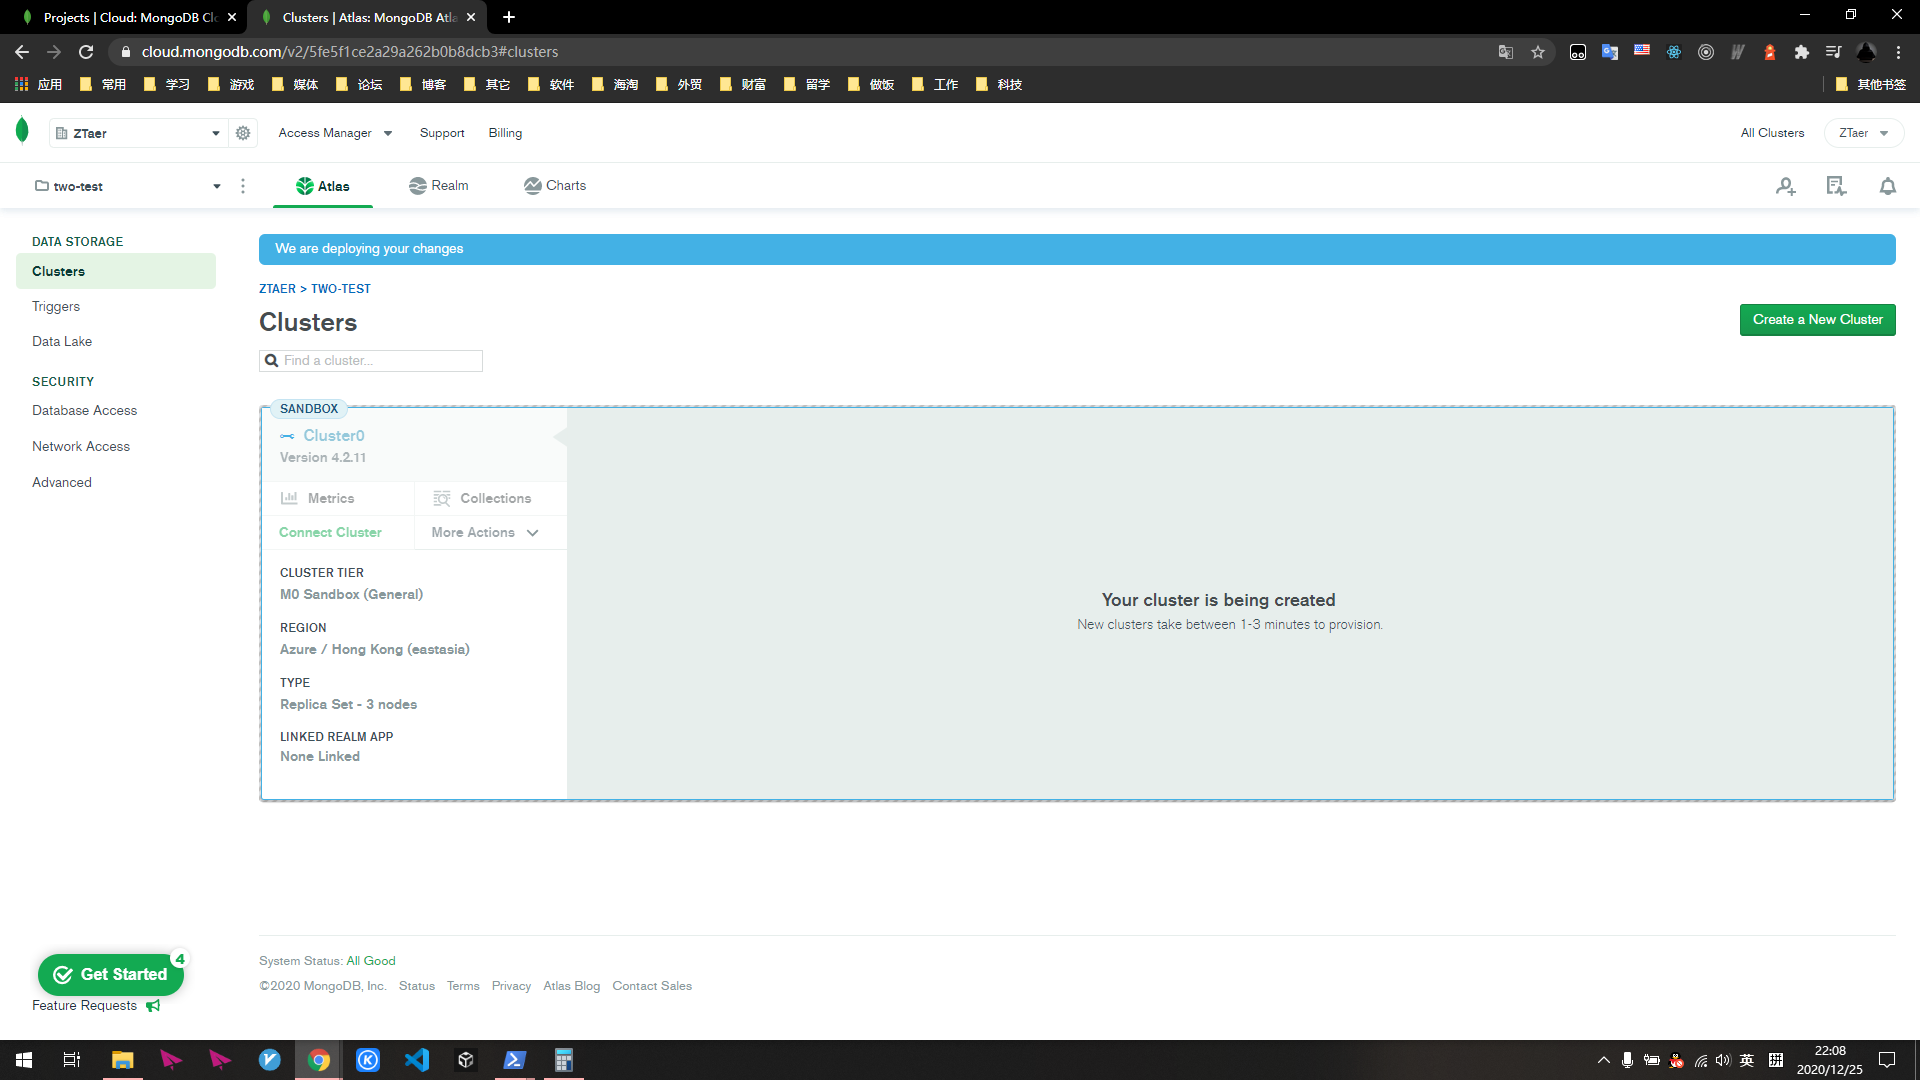 Projects | Cloud: MongoDB Cl
Clusters | Atlas: MongoDB Atla
cloud.mongodb.com/v2/5fe5f1ce2a29a262b0b8dcb3#clusters
应用 常用 学习 游戏 媒体 论坛 博客 其它 软件 海淘 外贸 财富 留学 做饭 工作 科技 其他书签
ZTaer Access Manager Support Billing All Clusters ZTaer
two-test Atlas Realm Charts
DATA STORAGE
Clusters
Triggers
Data Lake
SECURITY
Database Access
Network Access
Advanced
We are deploying your changes
ZTAER > TWO-TEST
Clusters
Create a New Cluster
Find a cluster...
SANDBOX
Cluster0
Version 4.2.11
Metrics Collections
Connect Cluster More Actions
CLUSTER TIER
M0 Sandbox (General)
REGION
Azure / Hong Kong (eastasia)
TYPE
Replica Set - 3 nodes
LINKED REALM APP
None Linked
Your cluster is being created
New clusters take between 1-3 minutes to provision.
System Status: All Good
©2020 MongoDB, Inc. Status Terms Privacy Atlas Blog Contact Sales
Get Started 4
Feature Requests
英 拼
22:08
2020/12/25